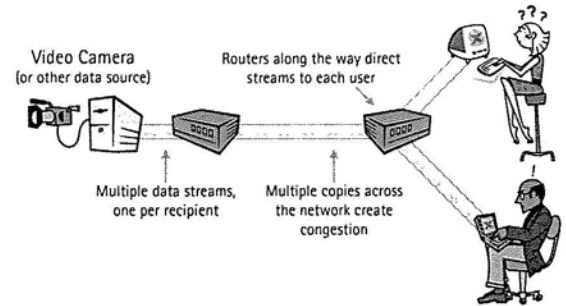 ???
Video Camera
(or other data source)
Routers along the way direct
streams to each user
Multiple data streams,
one per recipient
Multiple copies across
the network create
congestion